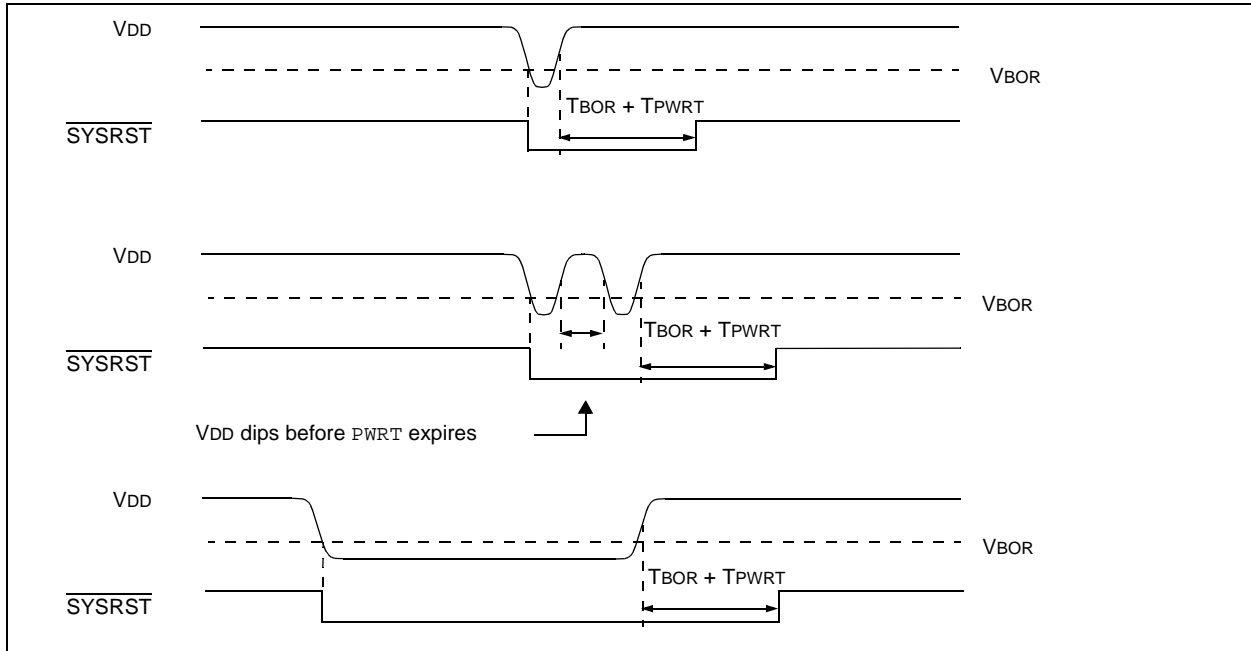 VDD
VBOR
TBOR + TPWRT
SYSRST
VDD
VBOR
TBOR + TPWRT
SYSRST
VDD dips before PWRT expires
VDD
VBOR
TBOR + TPWRT
SYSRST